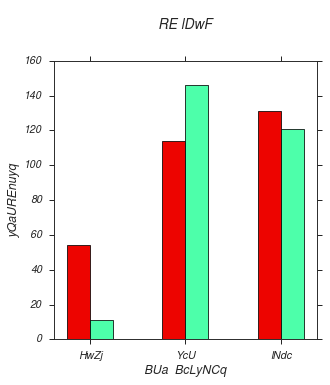 RE lDwF
160
140
120
100
80
60
40
20
0
yQaUREnuyq
HwZj
YcU
lNdc
BUa BcLyNCq